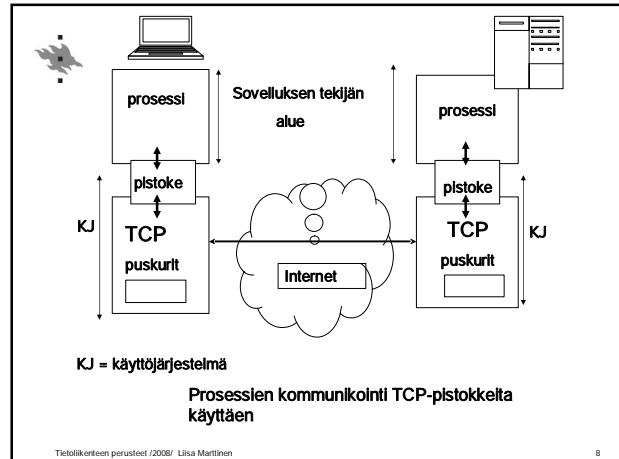 prosessi
Sovelluksen tekijän
alue
prosessi
pistoke
pistoke
KJ
TCP
puskurit
Internet
TCP
puskurit
KJ
KJ = käyttöjärjestelmä
Prosessien kommunikointi TCP-pistokkeita
käyttäen
Tietoliikenteen perusteet /2008/ Liisa Marttinen
8